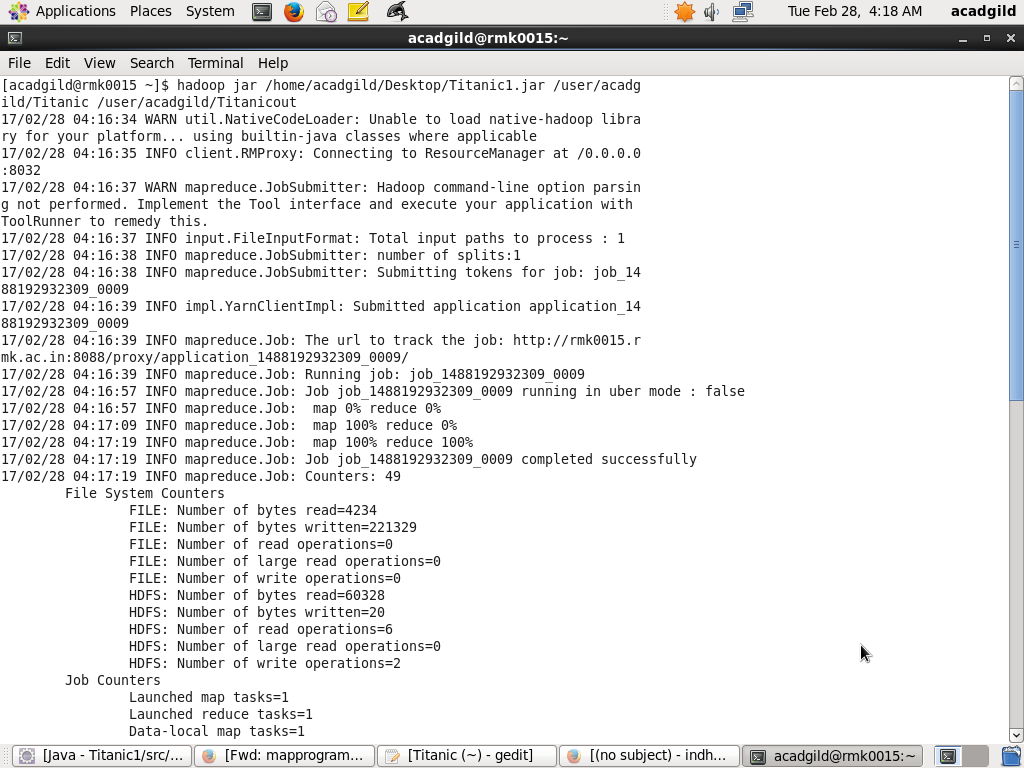 Applications Places System Tue Feb 28, 4:18 AM acadgild
acadgild@rmk0015:~
File Edit View Search Terminal Help
[acadgild@rmk0015 ~]$ hadoop jar /home/acadgild/Desktop/Titanic1.jar /user/acadg
ild/Titanic /user/acadgild/Titanicout
17/02/28 04:16:34 WARN util.NativeCodeLoader: Unable to load native-hadoop libra
ry for your platform... using builtin-java classes where applicable
17/02/28 04:16:35 INFO client.RMProxy: Connecting to ResourceManager at /0.0.0.0
:8032
17/02/28 04:16:37 WARN mapreduce.JobSubmitter: Hadoop command-line option parsin
g not performed. Implement the Tool interface and execute your application with
ToolRunner to remedy this.
17/02/28 04:16:37 INFO input.FileInputFormat: Total input paths to process : 1
17/02/28 04:16:38 INFO mapreduce.JobSubmitter: number of splits:1
17/02/28 04:16:38 INFO mapreduce.JobSubmitter: Submitting tokens for job: job_14
88192932309_0009
17/02/28 04:16:39 INFO impl.YarnClientImpl: Submitted application application_14
88192932309_0009
17/02/28 04:16:39 INFO mapreduce.Job: The url to track the job: http://rmk0015.r
mk.ac.in:8088/proxy/application_1488192932309_0009/
17/02/28 04:16:39 INFO mapreduce.Job: Running job: job_1488192932309_0009
17/02/28 04:16:57 INFO mapreduce.Job: Job job_1488192932309_0009 running in uber mode : false
17/02/28 04:16:57 INFO mapreduce.Job:  map 0% reduce 0%
17/02/28 04:17:09 INFO mapreduce.Job:  map 100% reduce 0%
17/02/28 04:17:19 INFO mapreduce.Job:  map 100% reduce 100%
17/02/28 04:17:19 INFO mapreduce.Job: Job job_1488192932309_0009 completed successfully
17/02/28 04:17:19 INFO mapreduce.Job: Counters: 49
File System Counters
FILE: Number of bytes read=4234
FILE: Number of bytes written=221329
FILE: Number of read operations=0
FILE: Number of large read operations=0
FILE: Number of write operations=0
HDFS: Number of bytes read=60328
HDFS: Number of bytes written=20
HDFS: Number of read operations=6
HDFS: Number of large read operations=0
HDFS: Number of write operations=2
Job Counters
Launched map tasks=1
Launched reduce tasks=1
Data-local map tasks=1
[Java - Titanic1/src/... [Fwd: mapprogram... [Titanic (~) - gedit] [(no subject) - indh... acadgild@rmk0015:~